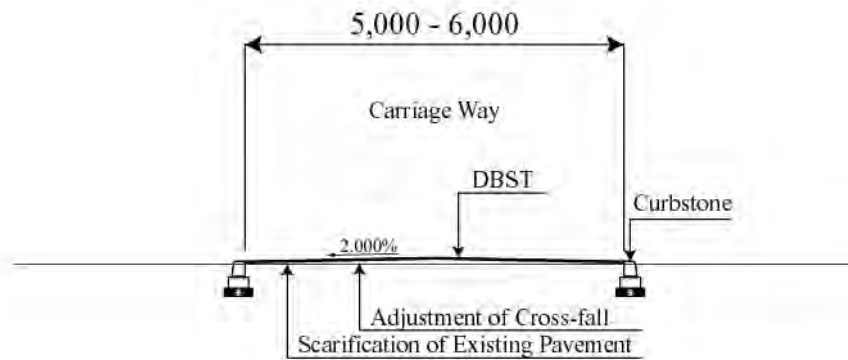 5,000 - 6,000
Carriage Way
DBST
Curbstone
2.000%
Adjustment of Cross-fall
Scarification of Existing Pavement